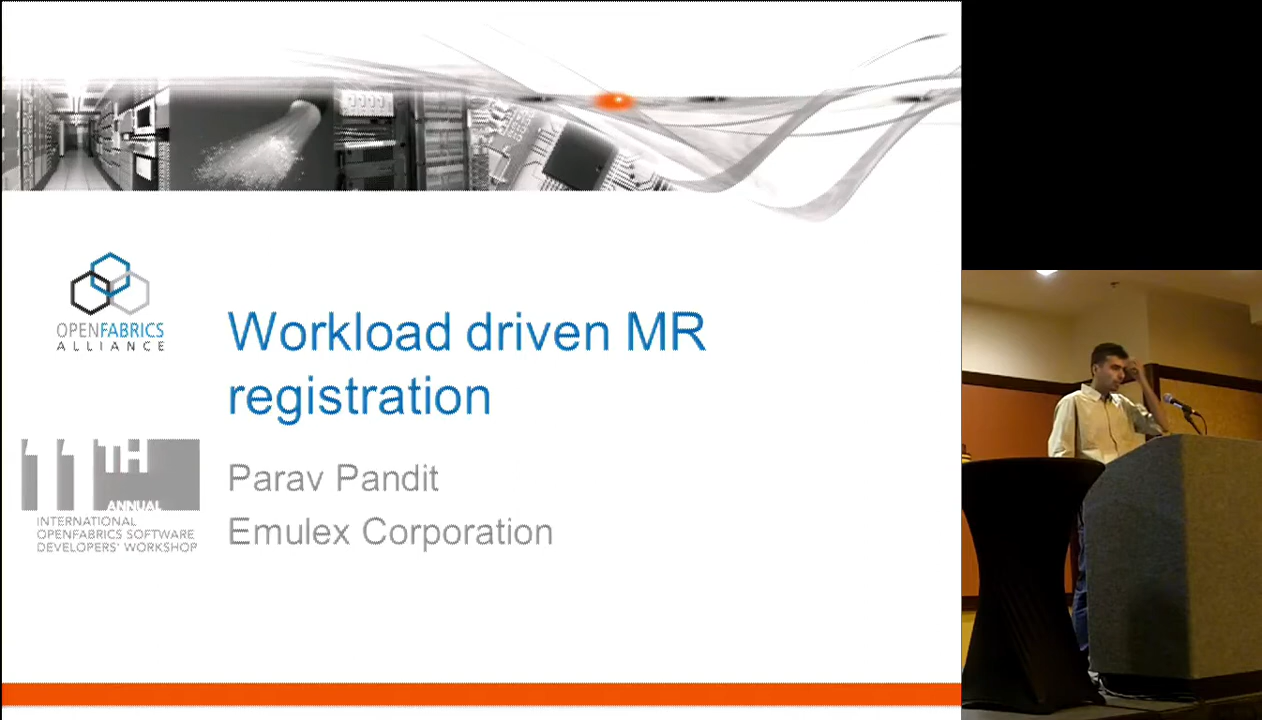 OPENFABRICS
ALLIANCE
Workload driven MR
registration
11TH
ANNUAL
INTERNATIONAL
OPENFABRICS SOFTWARE
DEVELOPERS' WORKSHOP
Parav Pandit
Emulex Corporation